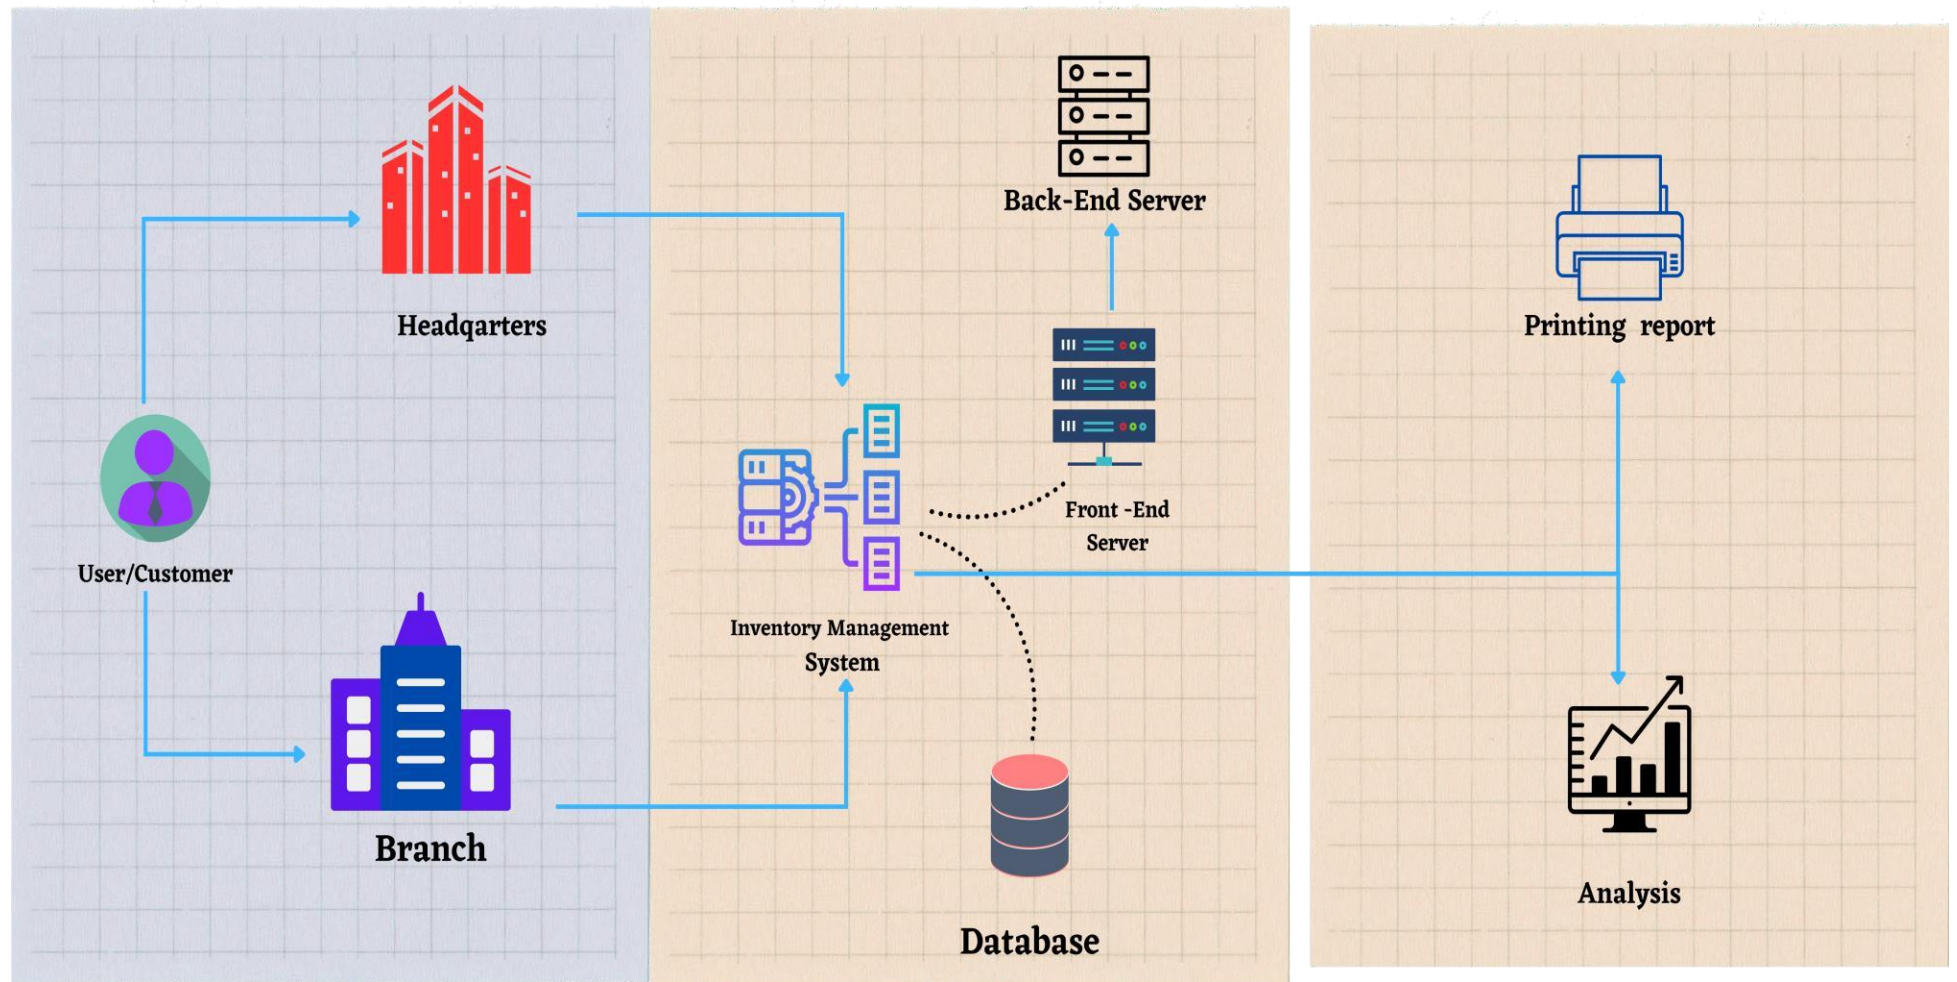 Back-End Server
Headqarters
Printing report
Front -End
Server
User/Customer
Inventory Management
System
Branch
Analysis
Database